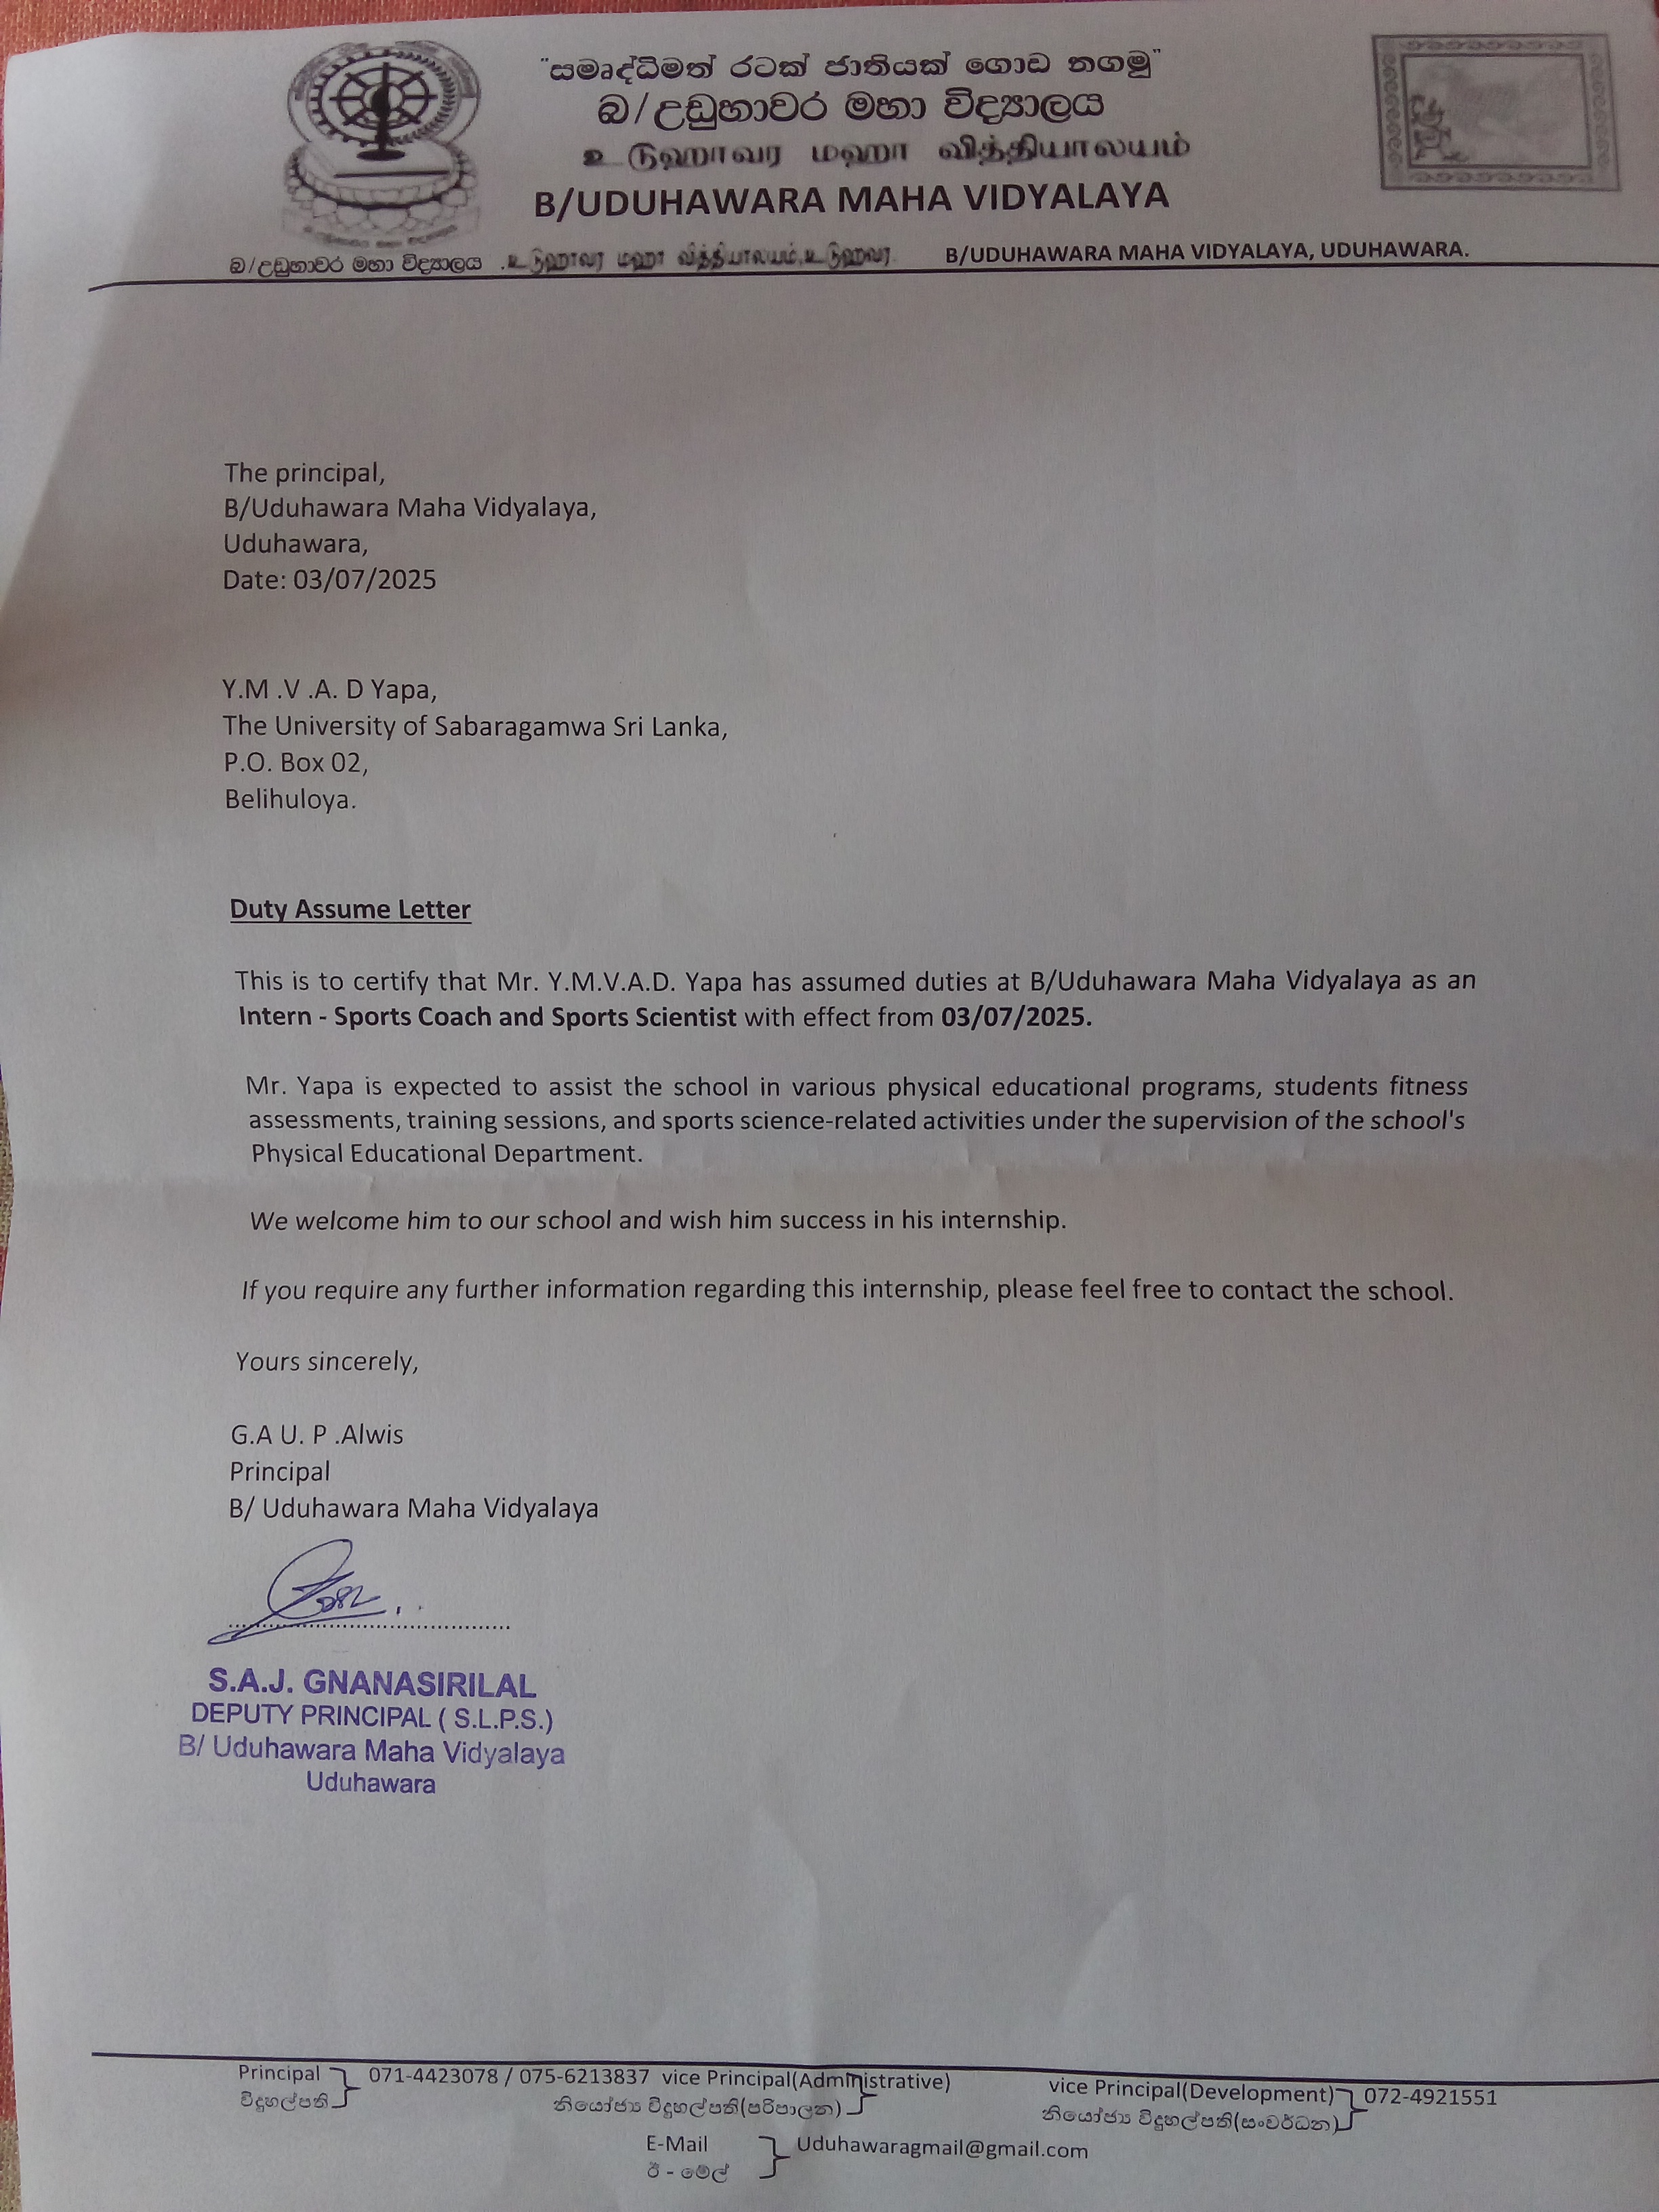 "සමෘද්ධිමත් රටක් ජාතියක් ගොඩ නගමු"
බ/උඩුහාවර මහා විද්‍යාලය
உடுஹாவர மஹா வித்தியாலயம்
B/UDUHAWARA MAHA VIDYALAYA
බ/උඩුහාවර මහා විද්‍යාලය .உடுஹாவர மஹா வித்தியாலயம்,உடுஹவர. B/UDUHAWARA MAHA VIDYALAYA, UDUHAWARA.
The principal,
B/Uduhawara Maha Vidyalaya,
Uduhawara,
Date: 03/07/2025
Y.M .V .A. D Yapa,
The University of Sabaragamwa Sri Lanka,
P.O. Box 02,
Belihuloya.
Duty Assume Letter
This is to certify that Mr. Y.M.V.A.D. Yapa has assumed duties at B/Uduhawara Maha Vidyalaya as an
Intern - Sports Coach and Sports Scientist with effect from 03/07/2025.
Mr. Yapa is expected to assist the school in various physical educational programs, students fitness
assessments, training sessions, and sports science-related activities under the supervision of the school's
Physical Educational Department.
We welcome him to our school and wish him success in his internship.
If you require any further information regarding this internship, please feel free to contact the school.
Yours sincerely,
G.A U. P .Alwis
Principal
B/ Uduhawara Maha Vidyalaya
S.A.J. GNANASIRILAL
DEPUTY PRINCIPAL ( S.L.P.S.)
B/ Uduhawara Maha Vidyalaya
Uduhawara
Principal 071-4423078 / 075-6213837 vice Principal(Administrative) vice Principal(Development) 072-4921551
විදුහල්පති නියෝජ්‍ය විදුහල්පති(පරිපාලන) නියෝජ්‍ය විදුහල්පති(සංවර්ධන)
E-Mail Uduhawaragmail@gmail.com
ඊ - මේල්